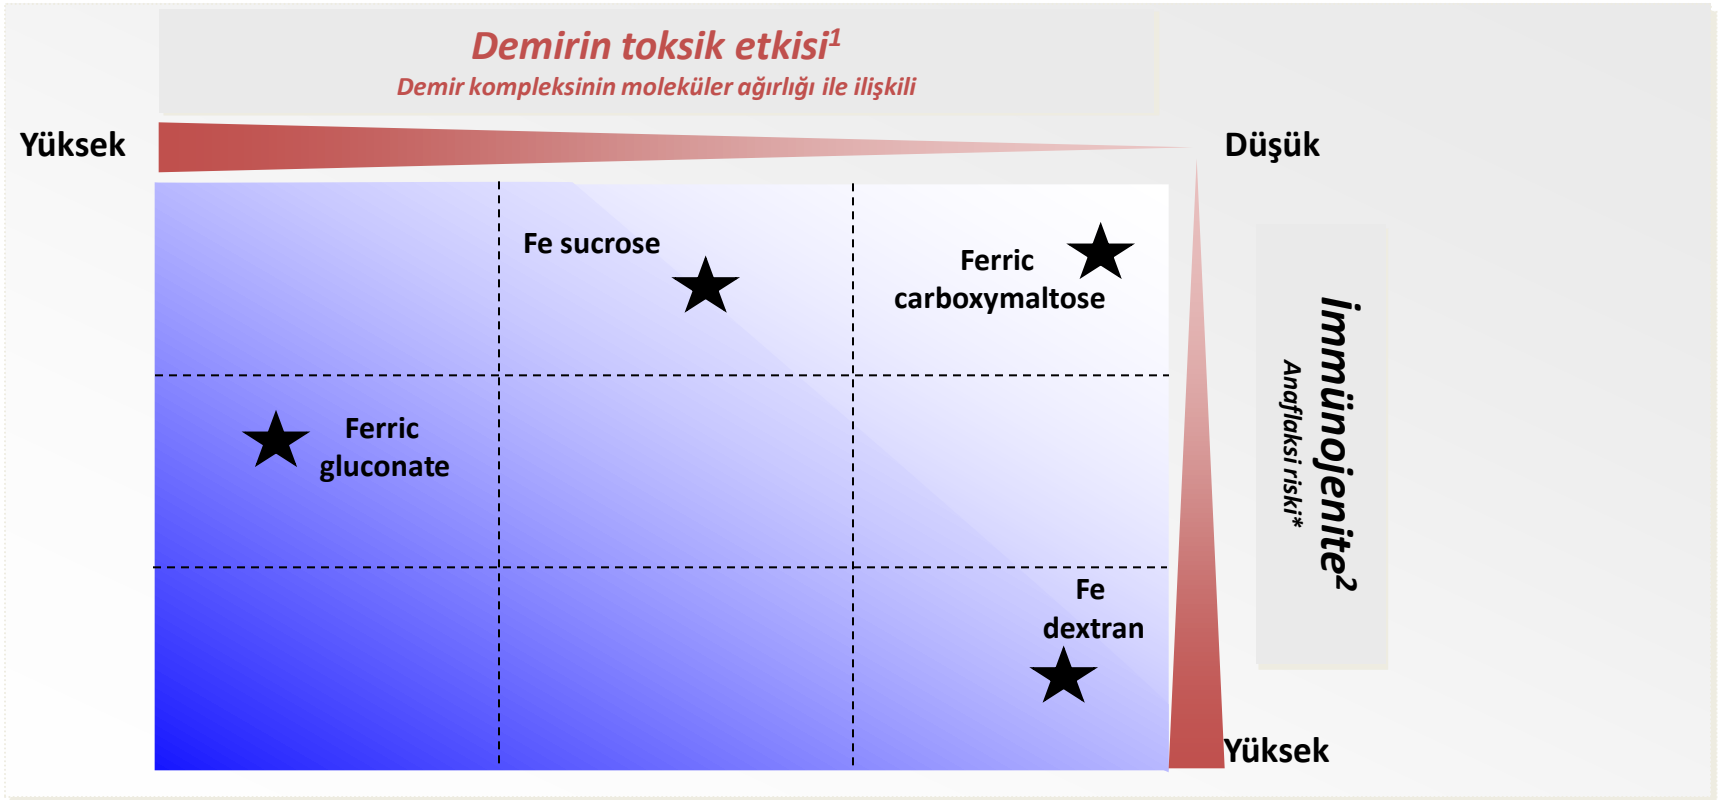 Demirin toksik etkisi1
Demir kompleksinin moleküler ağırlığı ile ilişkili
Yüksek
Düşük
Fe sucrose
Ferric
carboxymaltose
Ferric
gluconate
Fe
dextran
İmmünojenite2
Anaflaksi riski*
Yüksek